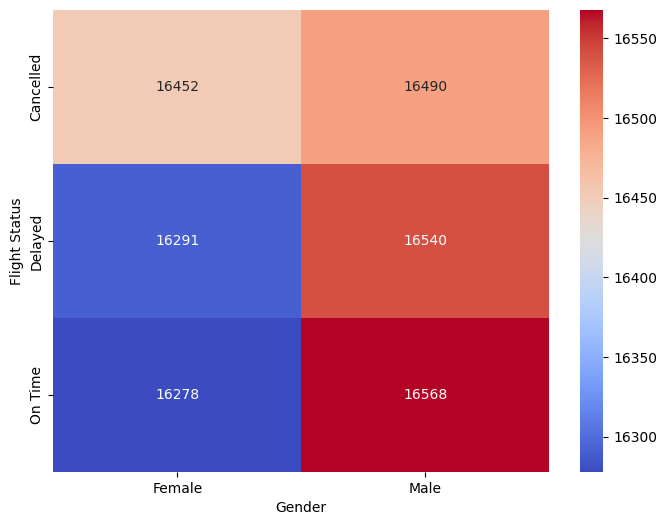 Flight Status
Cancelled
Delayed
On Time
16452 16490
16291 16540
16278 16568
Female Male
Gender
16550
16500
16450
16400
16350
16300